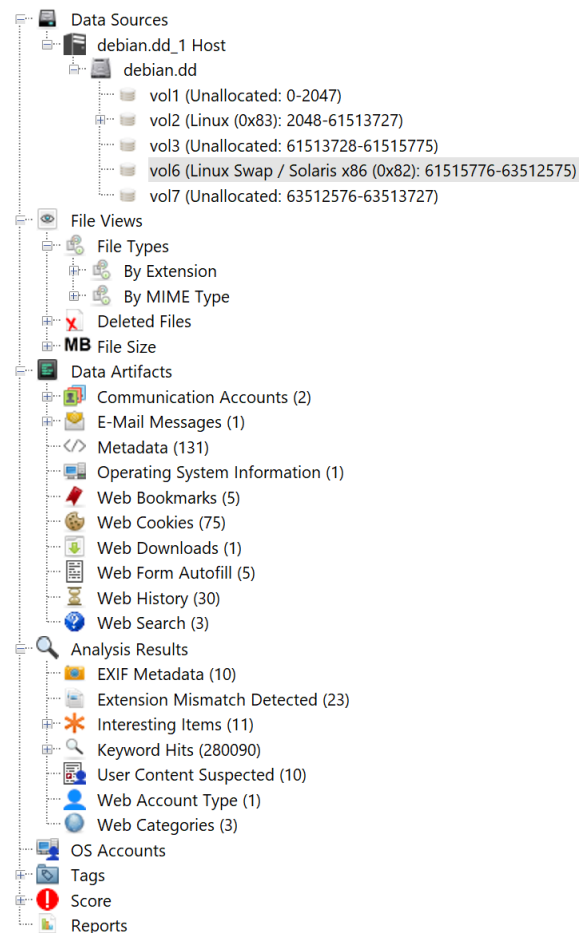 Data Sources
debian.dd_1 Host
debian.dd
vol1 (Unallocated: 0-2047)
vol2 (Linux (0x83): 2048-61513727)
vol3 (Unallocated: 61513728-61515775)
vol6 (Linux Swap / Solaris x86 (0x82): 61515776-63512575)
vol7 (Unallocated: 63512576-63513727)
File Views
File Types
By Extension
By MIME Type
Deleted Files
MB File Size
Data Artifacts
Communication Accounts (2)
E-Mail Messages (1)
Metadata (131)
Operating System Information (1)
Web Bookmarks (5)
Web Cookies (75)
Web Downloads (1)
Web Form Autofill (5)
Web History (30)
Web Search (3)
Analysis Results
EXIF Metadata (10)
Extension Mismatch Detected (23)
Interesting Items (11)
Keyword Hits (280090)
User Content Suspected (10)
Web Account Type (1)
Web Categories (3)
OS Accounts
Tags
Score
Reports